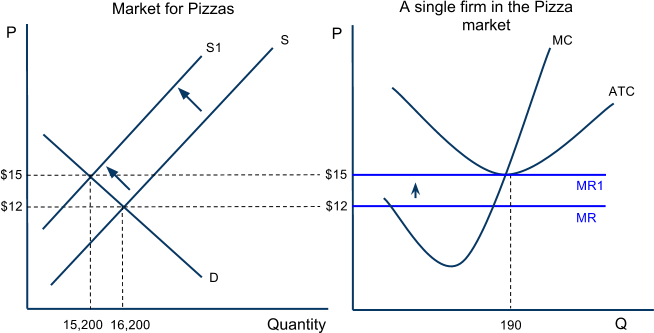 Market for Pizzas
A single firm in the Pizza
market
P
S1
S
$15
$12
D
15,200
16,200
Quantity
P
MC
ATC
$15
MR1
$12
MR
190
Q